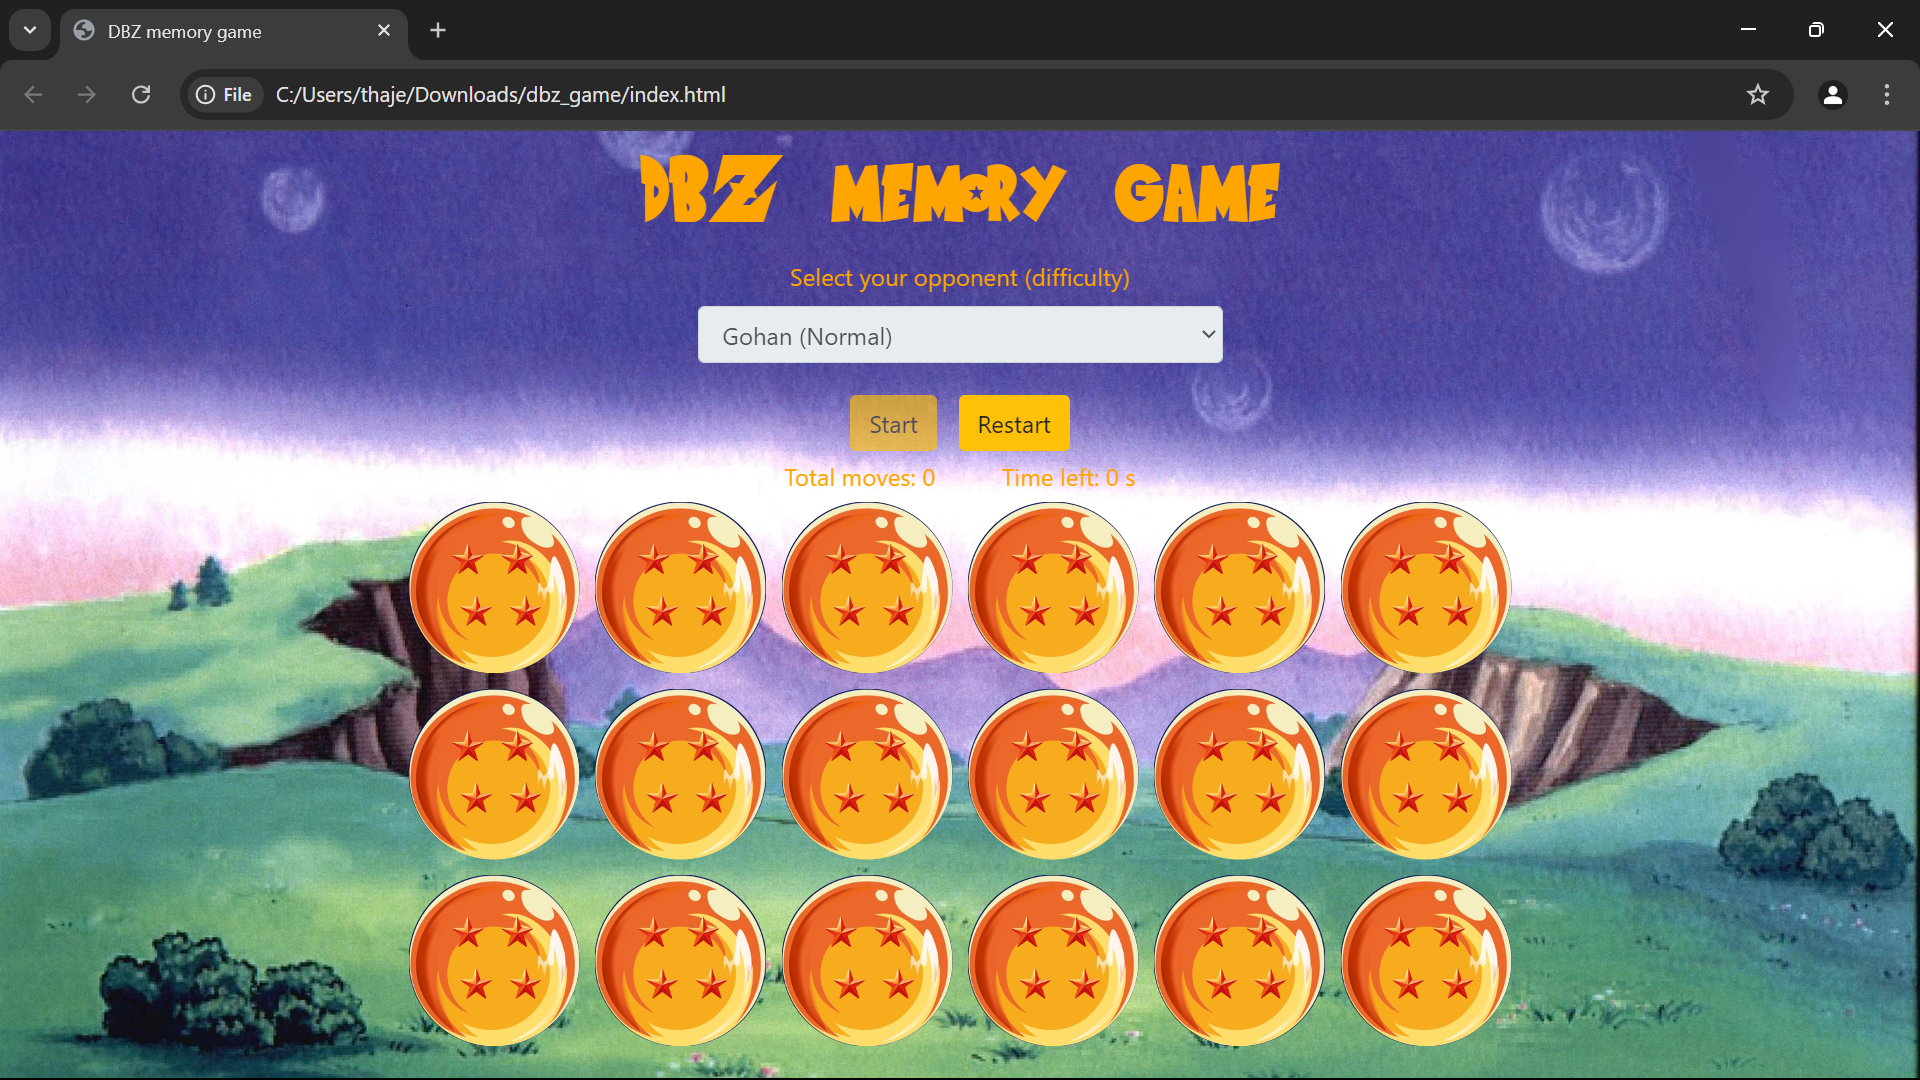 DBZ memory game
File
C:/Users/thaje/Downloads/dbz_game/index.html
DBZ MEMORY GAME
Select your opponent (difficulty)
Gohan (Normal)
Start Restart
Total moves: 0 Time left: 0 s